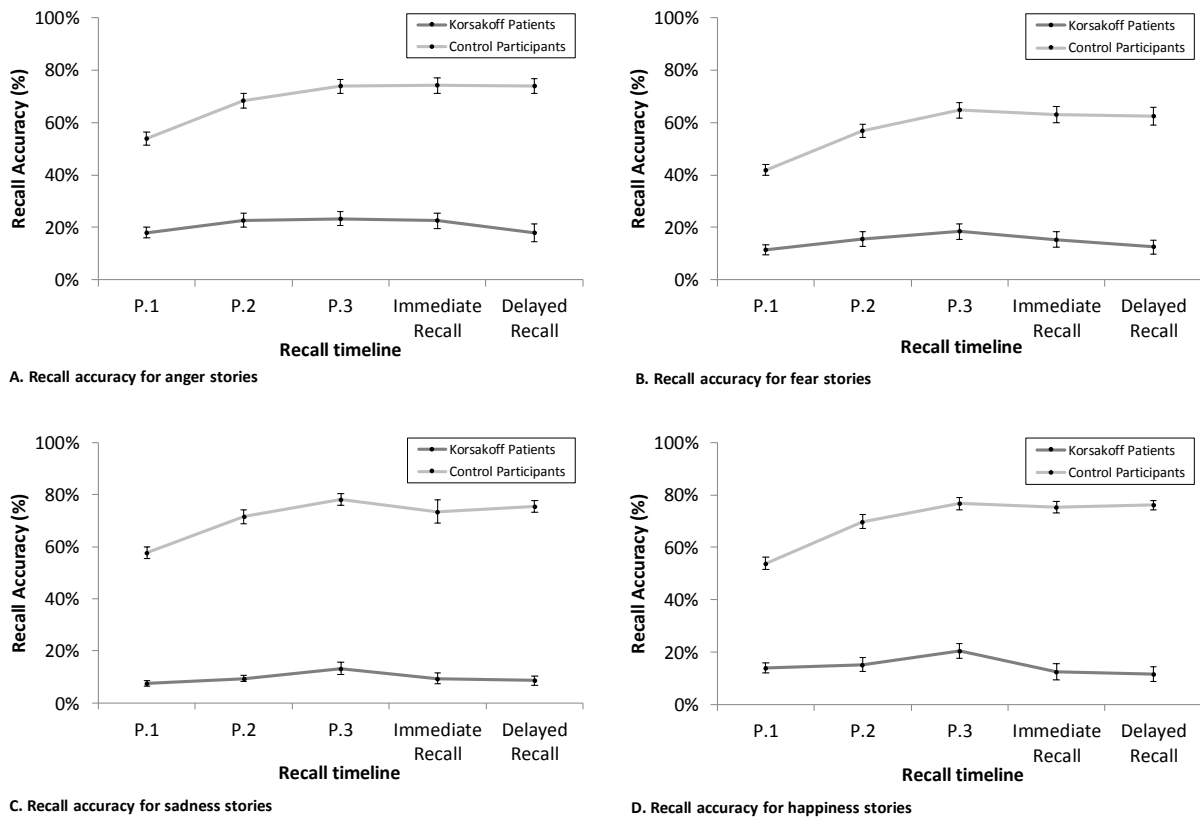 100%
80%
60%
40%
20%
0%
Recall Accuracy (%)
Korsakoff Patients
Control Participants
P.1 P.2 P.3 Immediate Recall Delayed Recall
Recall timeline
A. Recall accuracy for anger stories
100%
80%
60%
40%
20%
0%
Recall Accuracy (%)
Korsakoff Patients
Control Participants
P.1 P.2 P.3 Immediate Recall Delayed Recall
Recall timeline
B. Recall accuracy for fear stories
100%
80%
60%
40%
20%
0%
Recall Accuracy (%)
Korsakoff Patients
Control Participants
P.1 P.2 P.3 Immediate Recall Delayed Recall
Recall timeline
C. Recall accuracy for sadness stories
100%
80%
60%
40%
20%
0%
Recall Accuracy (%)
Korsakoff Patients
Control Participants
P.1 P.2 P.3 Immediate Recall Delayed Recall
Recall timeline
D. Recall accuracy for happiness stories